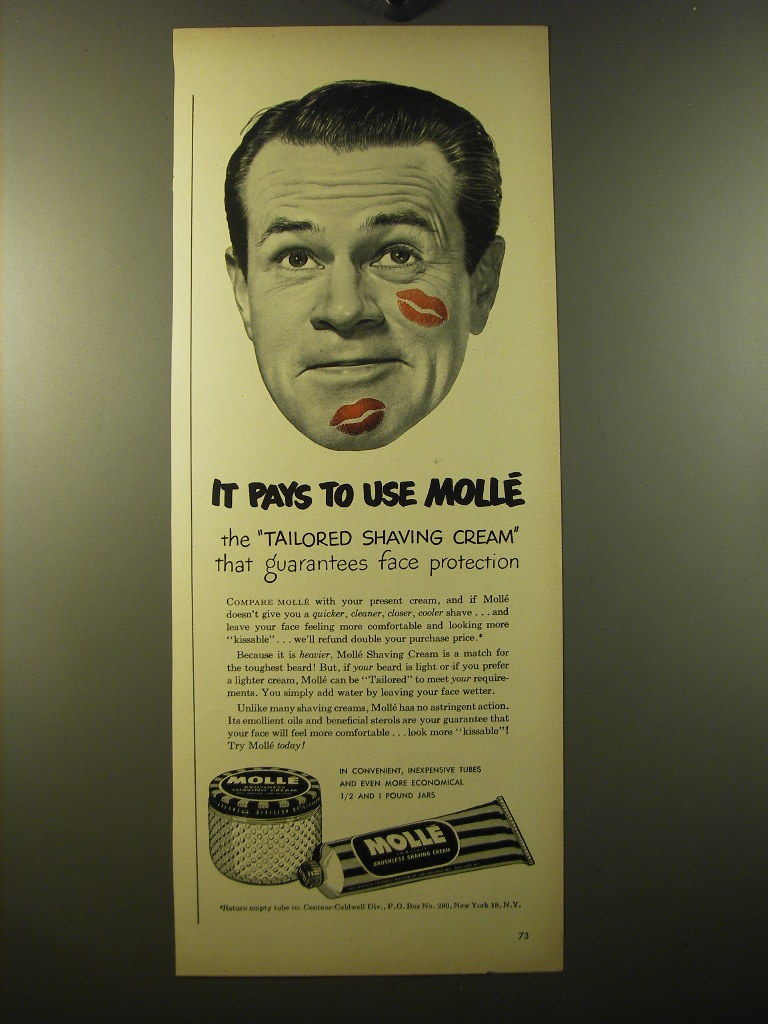 IT PAYS TO USE MOLLÉ
the "TAILORED SHAVING CREAM"
that guarantees face protection
COMPARE MOLLÉ with your present cream, and if Mollé
doesn't give you a quicker, cleaner, closer, cooler shave . . . and
leave your face feeling more comfortable and looking more
"kissable" . . . we'll refund double your purchase price.*
Because it is heavier, Mollé Shaving Cream is a match for
the toughest beard! But, if your beard is light or if you prefer
a lighter cream, Mollé can be "Tailored" to meet your require-
ments. You simply add water by leaving your face wetter.
Unlike many shaving creams, Mollé has no astringent action.
Its emollient oils and beneficial sterols are your guarantee that
your face will feel more comfortable . . . look more "kissable"!
Try Mollé today!
IN CONVENIENT, INEXPENSIVE TUBES
AND EVEN MORE ECONOMICAL
1/2 AND 1 POUND JARS
MOLLÉ
BRUSHLESS
SHAVING CREAM
MOLLÉ
BRUSHLESS SHAVING CREAM
*Return empty tube to: Centaur-Caldwell Div., P.O. Box No. 280, New York 18, N.Y.
73